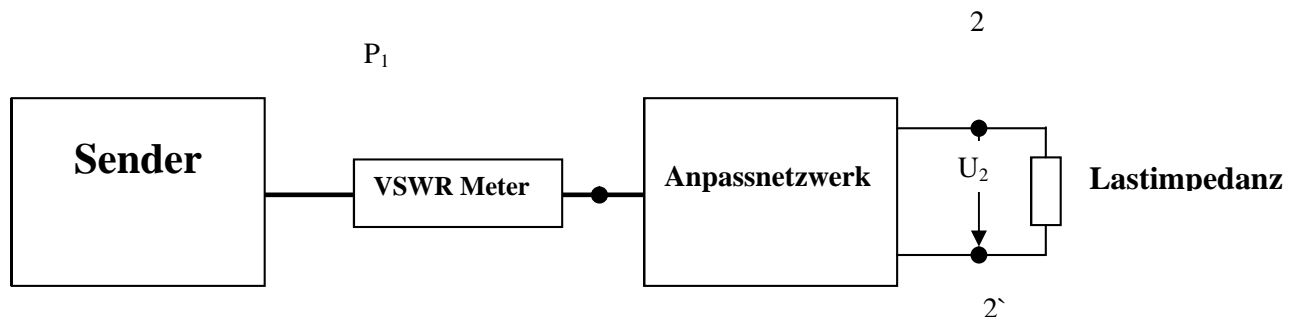 2
P₁
Sender
VSWR Meter
Anpassnetzwerk
U₂
Lastimpedanz
2`